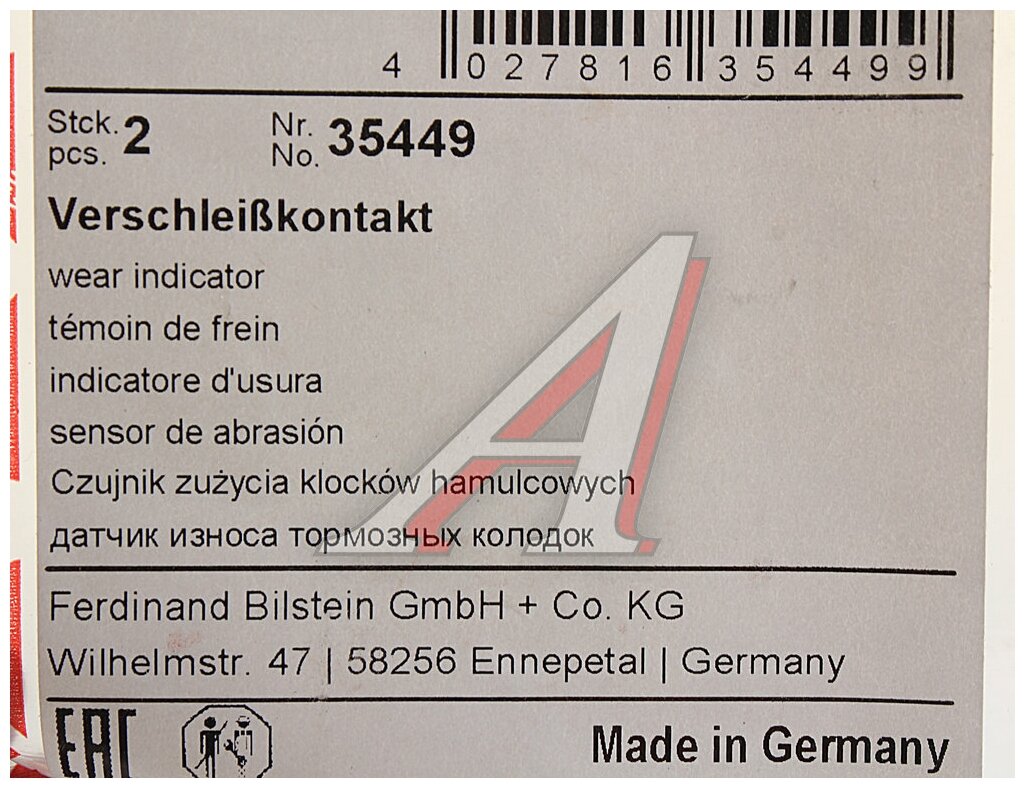 4 027816 354499
Stck. 2 Nr. 35449
pcs. No.
Verschleißkontakt
wear indicator
témoin de frein
indicatore d'usura
sensor de abrasión
Czujnik zużycia klocków hamulcowych
датчик износа тормозных колодок
Ferdinand Bilstein GmbH + Co. KG
Wilhelmstr. 47 | 58256 Ennepetal | Germany
EAC Made in Germany